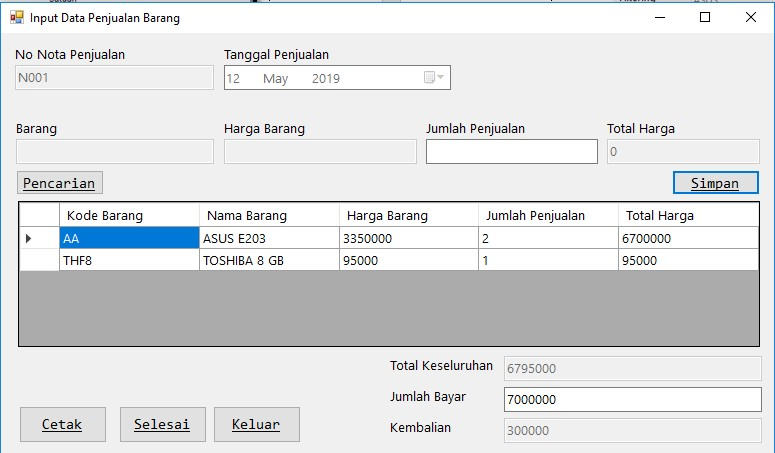 Input Data Penjualan Barang
No Nota Penjualan Tanggal Penjualan
N001 12 May 2019
Barang Harga Barang Jumlah Penjualan Total Harga
0
Pencarian Simpan
Kode Barang Nama Barang Harga Barang Jumlah Penjualan Total Harga
AA ASUS E203 3350000 2 6700000
THF8 TOSHIBA 8 GB 95000 1 95000
Total Keseluruhan 6795000
Jumlah Bayar 7000000
Cetak Selesai Keluar
Kembalian 300000